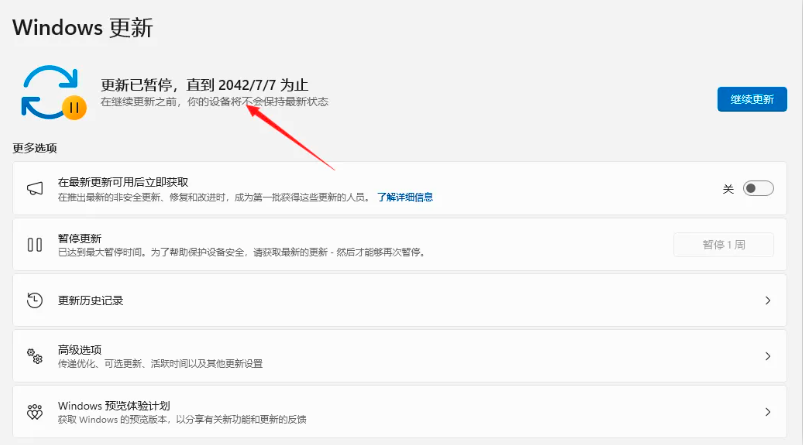 Windows 更新
更新已暂停，直到 2042/7/7 为止
在继续更新之前，你的设备将不会保持最新状态
继续更新
更多选项
在最新更新可用后立即获取
在推出最新的非安全更新、修复和改进时，成为第一批获得这些更新的人员。 了解详细信息
关
暂停更新
已达到最大暂停时间。为了帮助保护设备安全，请获取最新的更新 - 然后才能够再次暂停。
暂停 1 周
更新历史记录
高级选项
传递优化、可选更新、活跃时间以及其他更新设置
Windows 预览体验计划
获取 Windows 的预览版本，以分享有关新功能和更新的反馈